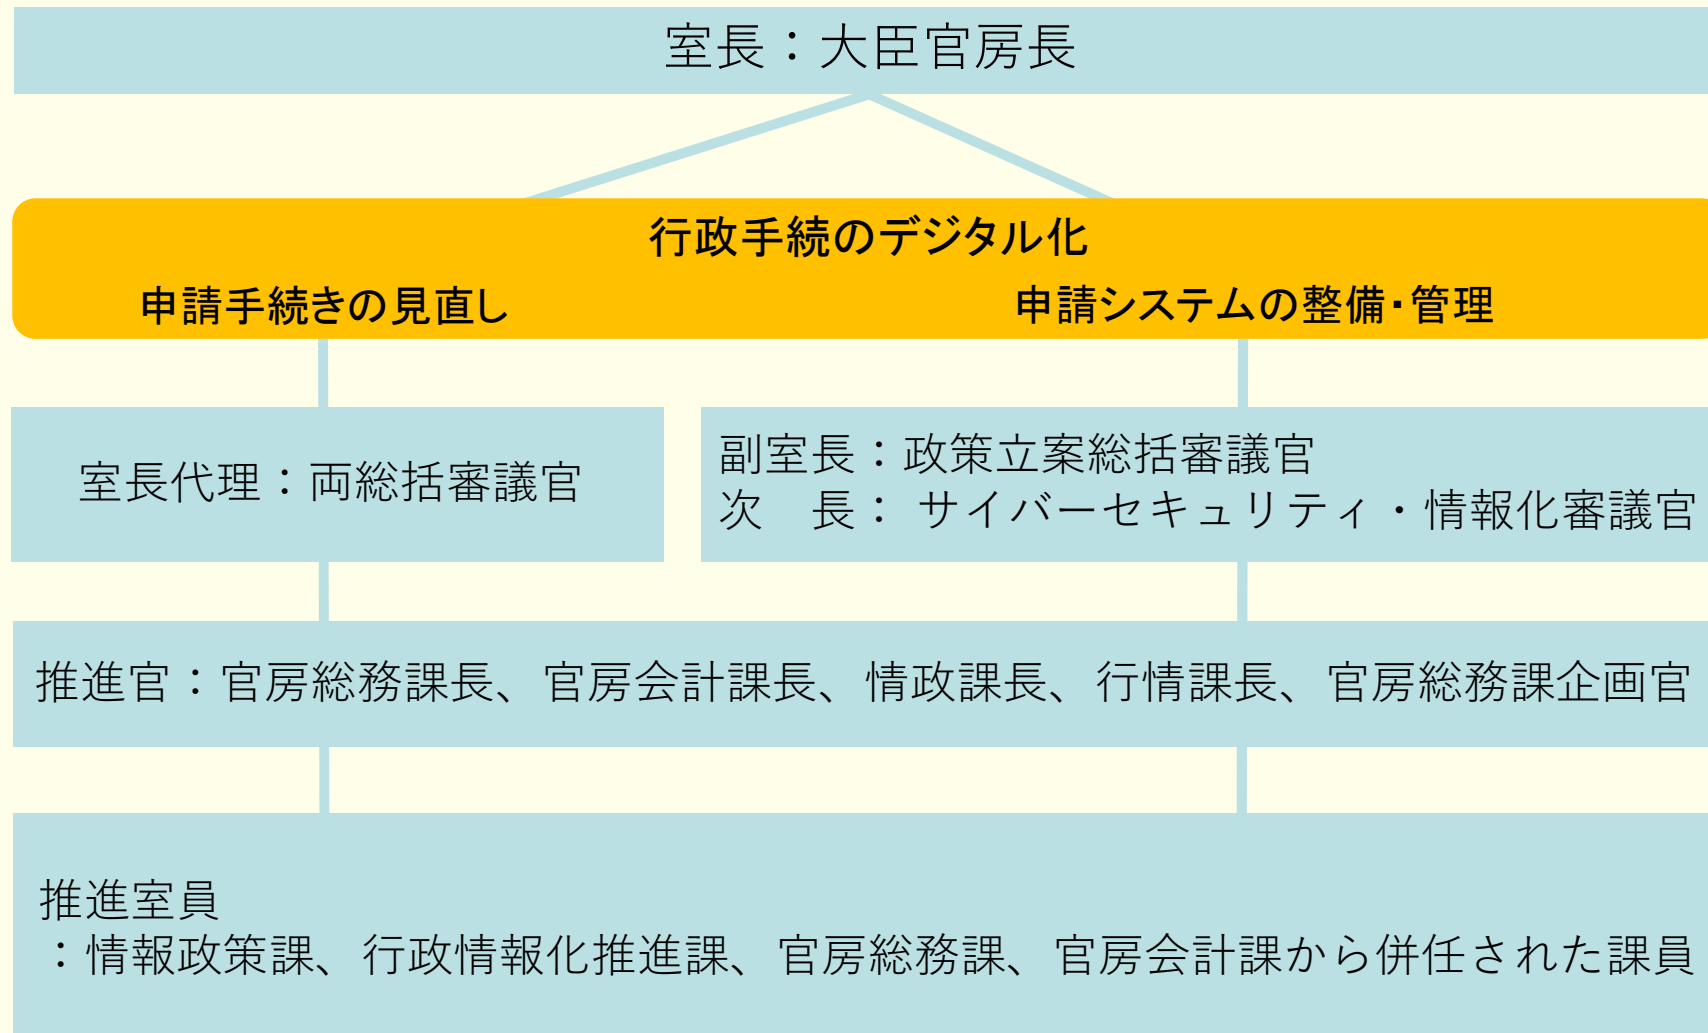 室長：大臣官房長
行政手続のデジタル化
申請手続きの見直し
申請システムの整備・管理
室長代理：両総括審議官
副室長：政策立案総括審議官
次　長： サイバーセキュリティ・情報化審議官
推進官：官房総務課長、官房会計課長、情政課長、行情課長、官房総務課企画官
推進室員
：情報政策課、行政情報化推進課、官房総務課、官房会計課から併任された課員